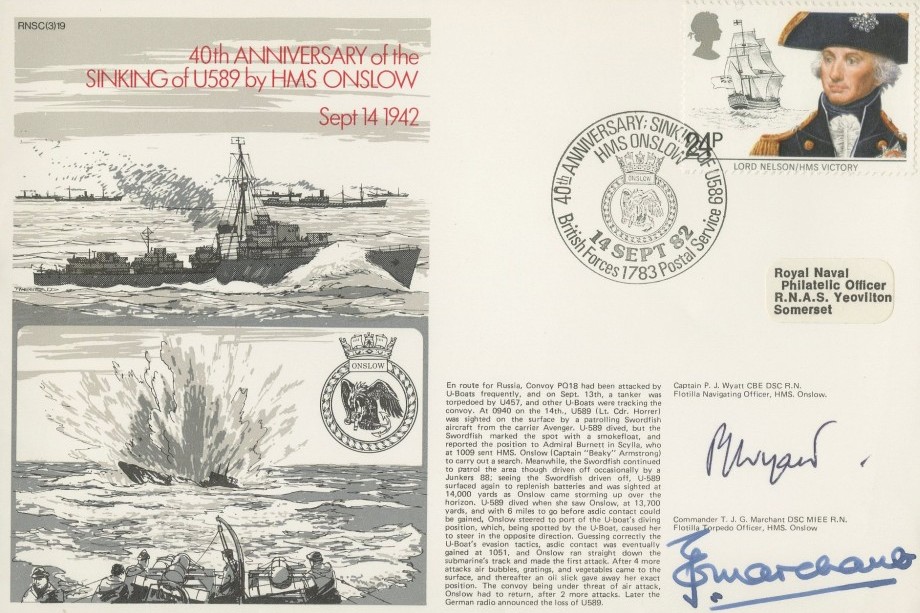 RNSC(3)19
40th ANNIVERSARY of the
SINKING of U589 by HMS ONSLOW
Sept 14 1942
24P
LORD NELSON/HMS VICTORY
40th ANNIVERSARY: SINKING OF U589
HMS ONSLOW
ONSLOW
14 SEPT 82
British Forces 1783 Postal Service
Royal Naval
Philatelic Officer
R.N.A.S. Yeovilton
Somerset
ONSLOW
En route for Russia, Convoy PQ18 had been attacked by
U-Boats frequently, and on Sept. 13th, a tanker was
torpedoed by U457, and other U-Boats were tracking the
convoy. At 0940 on the 14th., U589 (Lt. Cdr. Horrer) was
sighted on the surface by a patrolling Swordfish
aircraft from the carrier Avenger. U-589 dived, but the
Swordfish marked the spot with a smokefloat, and
reported the position to Admiral Burnett in Scylla, who
at 1009 sent HMS. Onslow (Captain "Beaky" Armstrong)
to carry out a search. Meanwhile, the Swordfish continued
to patrol the area though driven off occasionally by a
Junkers 88; seeing the Swordfish driven off, U-589
surfaced again to replenish batteries and was sighted at
14,000 yards as Onslow came storming up over the
horizon. U-589 dived when she saw Onslow, at 13,700
yards, and with 6 miles to go before asdic contact could
be gained, Onslow steered to port of the U-boat's diving
position, which, being spotted by the U-Boat, caused her
to steer in the opposite direction. Guessing correctly the
U-Boat's evasion tactics, asdic contact was eventually
gained at 1051, and Onslow ran straight down the
submarine's track and made the first attack. After 4 more
attacks air bubbles, gratings, and vegetables came to the
surface, and thereafter an oil slick gave away her exact
position. The convoy being under threat of air attack,
Onslow had to return, after 2 more attacks. Later the
German radio announced the loss of U589.
Captain P. J. Wyatt CBE DSC R.N.
Flotilla Navigating Officer, HMS. Onslow.
PJWyatt
Commander T. J. G. Marchant DSC MIEE R.N.
Flotilla Torpedo Officer, HMS. Onslow
TJGMarchant